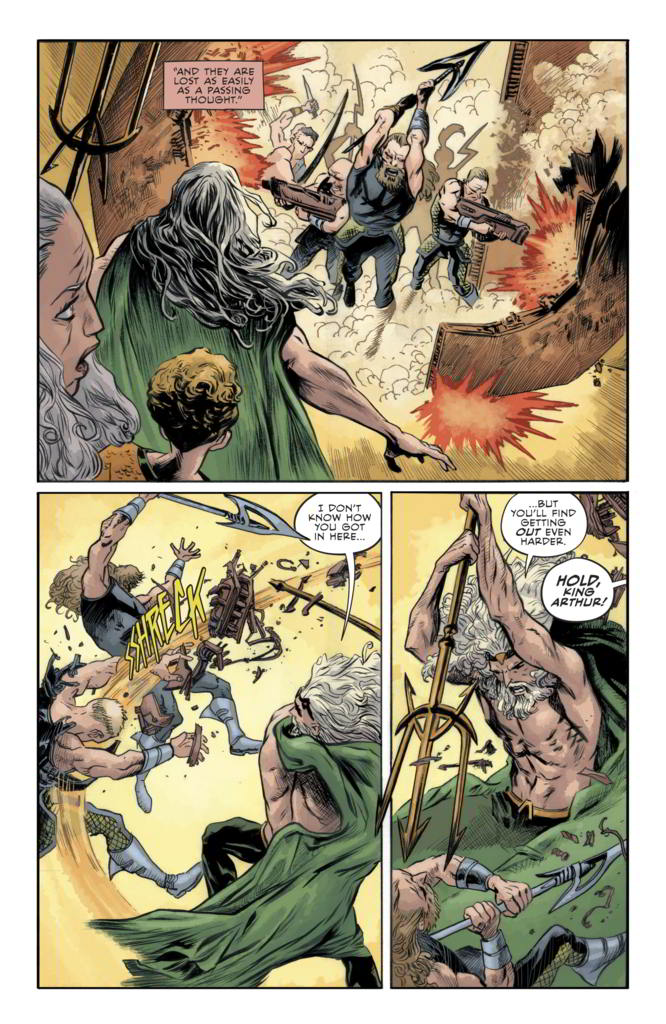 "AND THEY ARE
LOST AS EASILY
AS A PASSING
THOUGHT."
I DON'T
KNOW HOW
YOU GOT
IN HERE...
SHRECK
...BUT
YOU'LL FIND
GETTING
OUT EVEN
HARDER.
HOLD,
KING
ARTHUR!